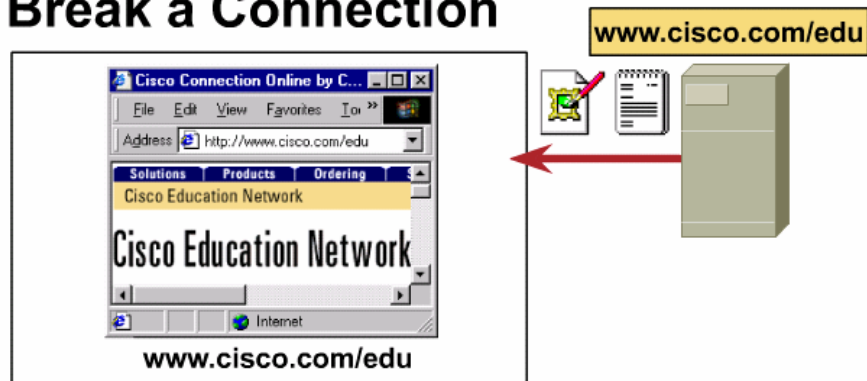 Break a Connection
www.cisco.com/edu
Cisco Connection Online by C...
File Edit View Favorites »
Address http://www.cisco.com/edu
Solutions Products Ordering
Cisco Education Network
Cisco Education Network
Internet
www.cisco.com/edu